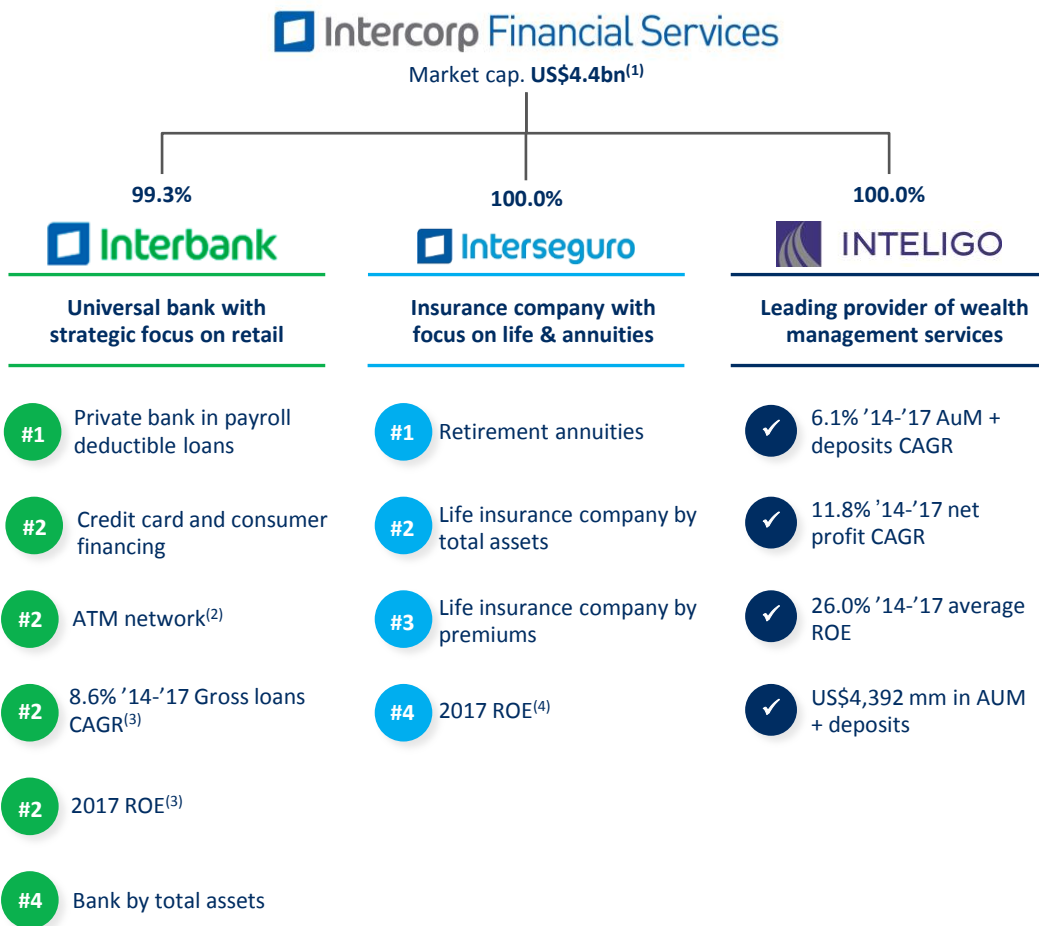 Intercorp Financial Services
Market cap. US$4.4bn(1)
99.3%
Interbank
Universal bank with
strategic focus on retail
#1 Private bank in payroll
deductible loans
#2 Credit card and consumer
financing
#2 ATM network(2)
#2 8.6% ’14-’17 Gross loans
CAGR(3)
#2 2017 ROE(3)
#4 Bank by total assets
100.0%
Interseguro
Insurance company with
focus on life & annuities
#1 Retirement annuities
#2 Life insurance company by
total assets
#3 Life insurance company by
premiums
#4 2017 ROE(4)
100.0%
INTELIGO
Leading provider of wealth
management services
✓ 6.1% ’14-’17 AuM +
deposits CAGR
✓ 11.8% ’14-’17 net
profit CAGR
✓ 26.0% ’14-’17 average
ROE
✓ US$4,392 mm in AUM
+ deposits